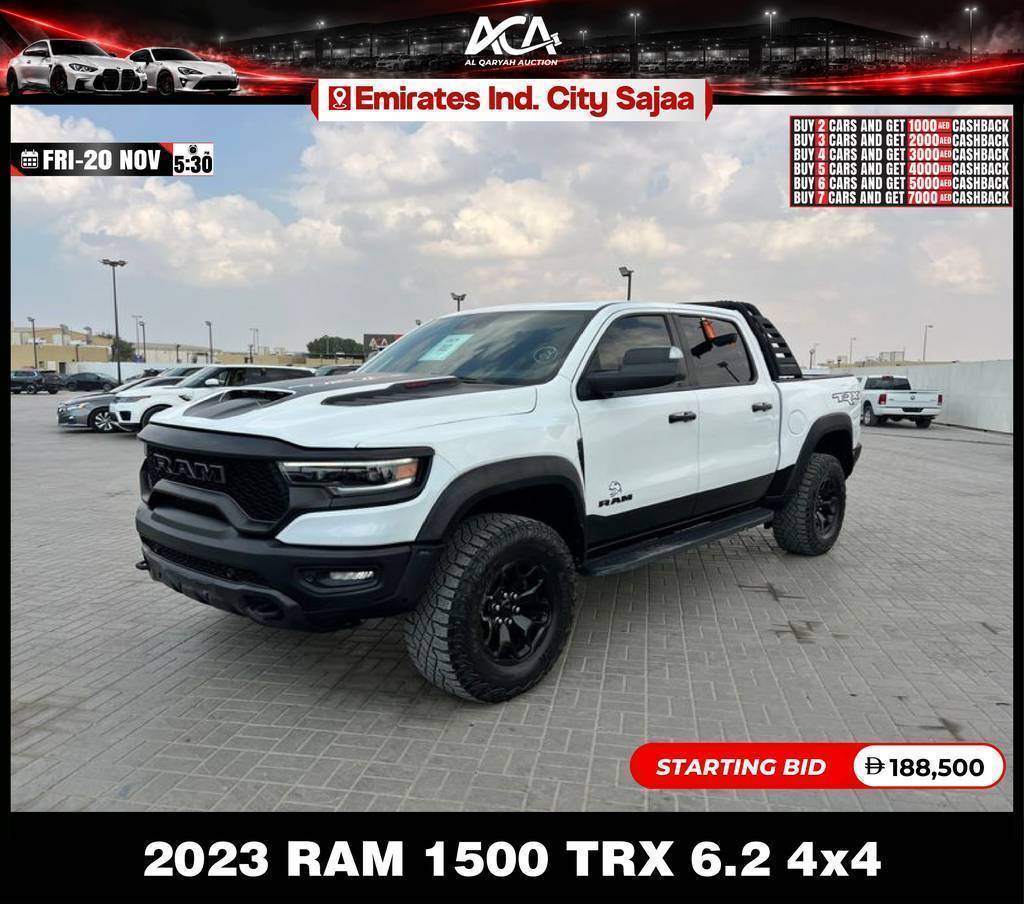 ACA
AL QARYAH AUCTION
Emirates Ind. City Sajaa
FRI-20 NOV 5:30 PM
BUY 2 CARS AND GET 1000 AED CASHBACK
BUY 3 CARS AND GET 2000 AED CASHBACK
BUY 4 CARS AND GET 3000 AED CASHBACK
BUY 5 CARS AND GET 4000 AED CASHBACK
BUY 6 CARS AND GET 5000 AED CASHBACK
BUY 7 CARS AND GET 7000 AED CASHBACK
TRX
RAM
RAM
STARTING BID 188,500
2023 RAM 1500 TRX 6.2 4x4